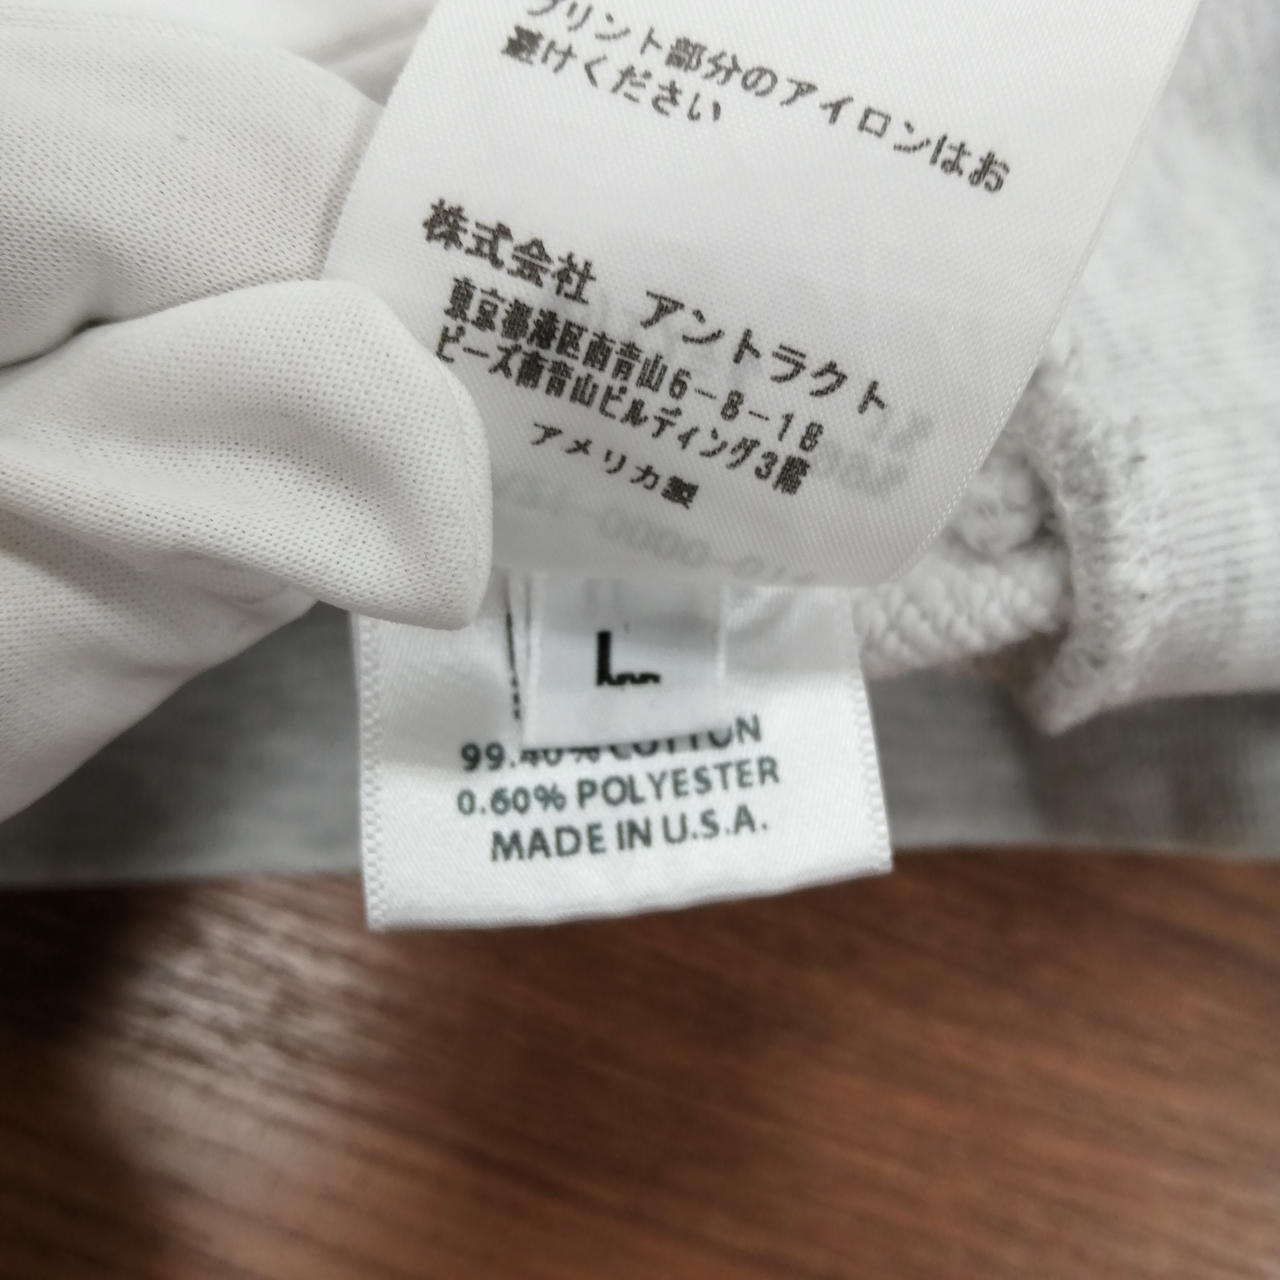 プリント部分のアイロンはお
避けください
株式会社 アントラクト
東京都港区南青山6-8-18
ビーズ南青山ビルディング3階
アメリカ製
L
99.40% COTTON
0.60% POLYESTER
MADE IN U.S.A.